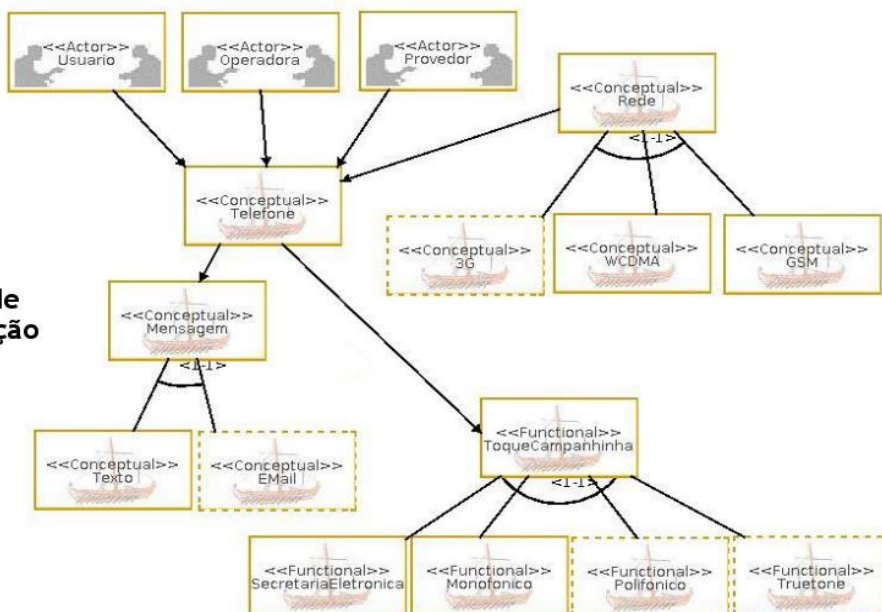 <<Actor>>
Usuario
<<Actor>>
Operadora
<<Actor>>
Provedor
<<Conceptual>>
Rede
<1-1>
<<Conceptual>>
Telefone
<<Conceptual>>
3G
<<Conceptual>>
WCDMA
<<Conceptual>>
GSM
de
ção
<<Conceptual>>
Mensagem
<1-1>
<<Conceptual>>
Texto
<<Conceptual>>
EMail
<<Functional>>
ToqueCampanhinha
<1-1>
<<Functional>>
SecretariaEletronica
<<Functional>>
Monofonico
<<Functional>>
Polifonico
<<Functional>>
Truetone